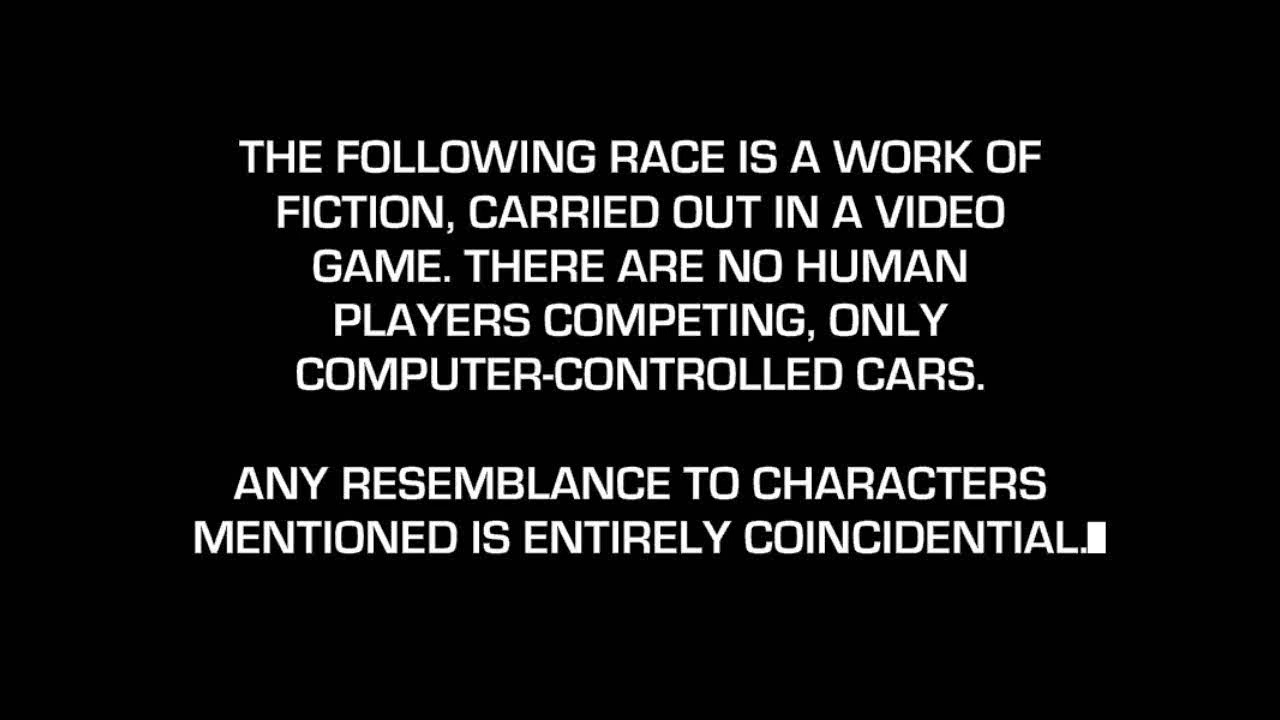 THE FOLLOWING RACE IS A WORK OF
FICTION, CARRIED OUT IN A VIDEO
GAME. THERE ARE NO HUMAN
PLAYERS COMPETING, ONLY
COMPUTER-CONTROLLED CARS.
ANY RESEMBLANCE TO CHARACTERS
MENTIONED IS ENTIRELY COINCIDENTIAL.